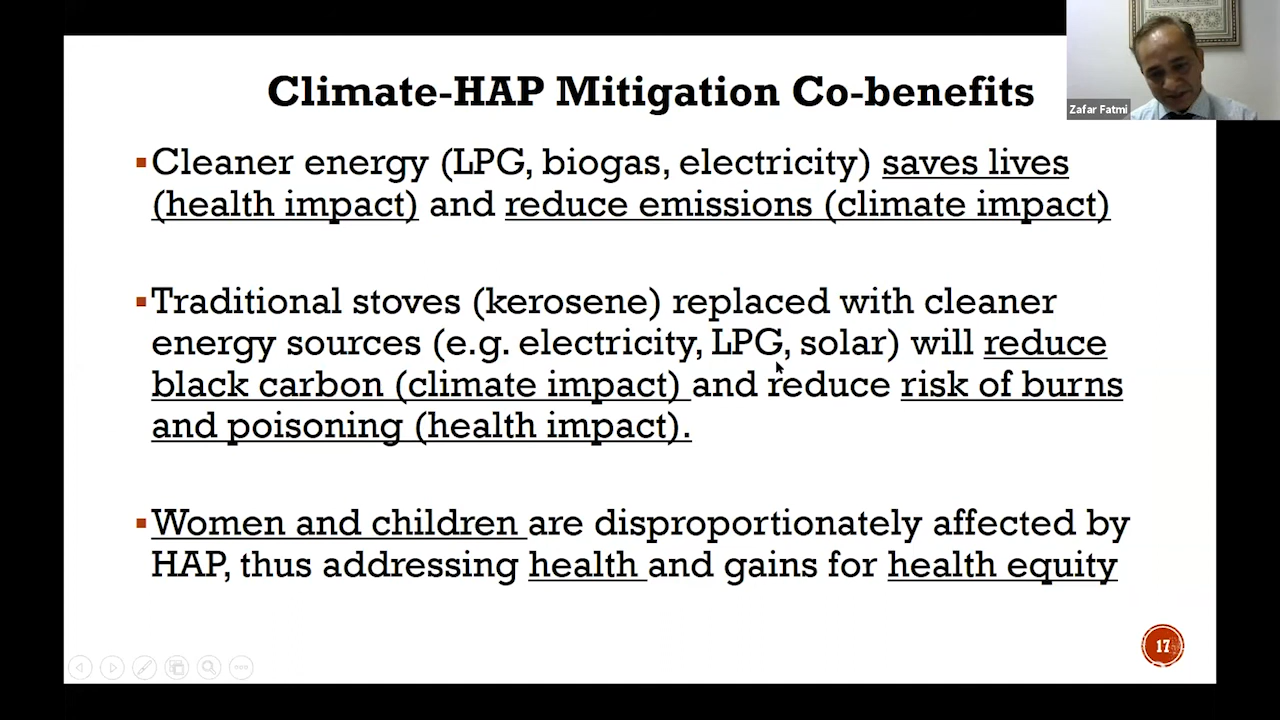 Climate-HAP Mitigation Co-benefits
Zafar Fatmi
▪Cleaner energy (LPG, biogas, electricity) saves lives
(health impact) and reduce emissions (climate impact)
▪Traditional stoves (kerosene) replaced with cleaner
energy sources (e.g. electricity, LPG, solar) will reduce
black carbon (climate impact) and reduce risk of burns
and poisoning (health impact).
▪Women and children are disproportionately affected by
HAP, thus addressing health and gains for health equity
17